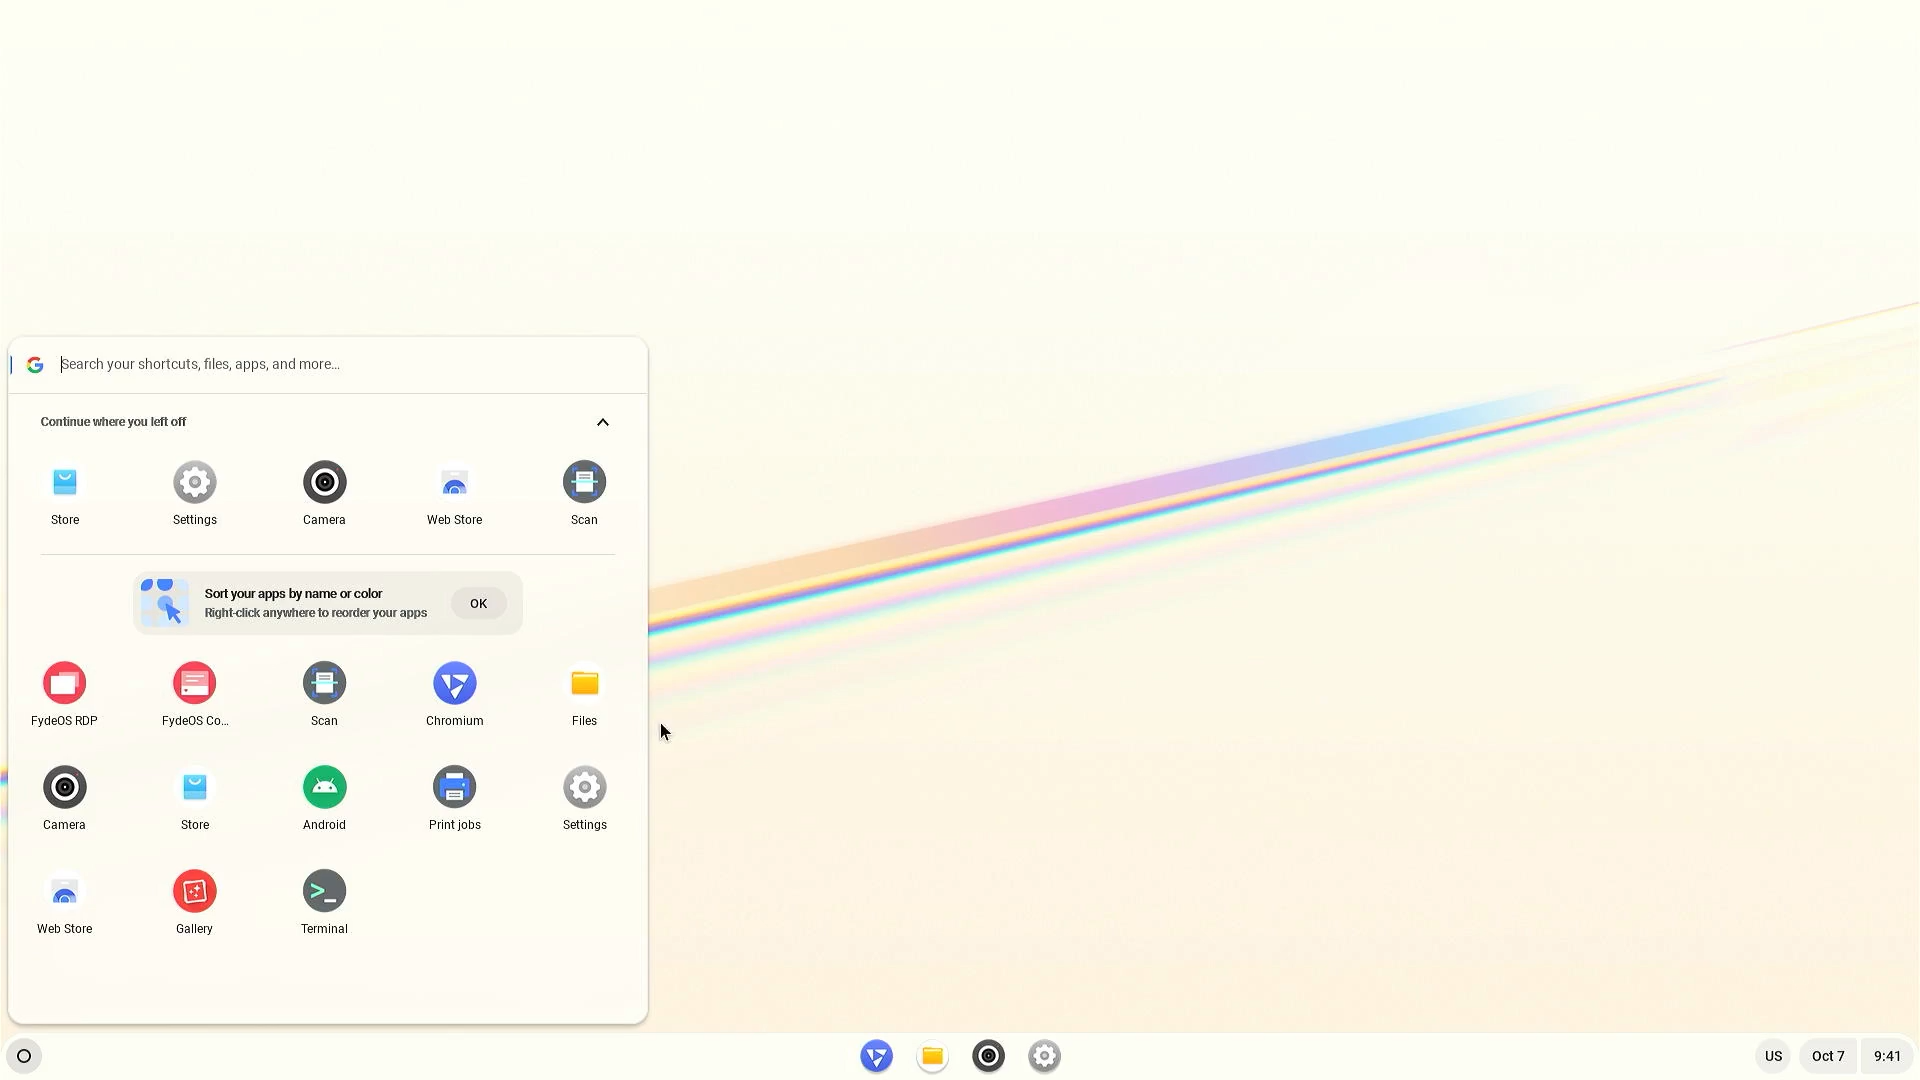 Search your shortcuts, files, apps, and more...
Continue where you left off
Store
Settings
Camera
Web Store
Scan
Sort your apps by name or color
Right-click anywhere to reorder your apps
OK
FydeOS RDP
FydeOS Co...
Scan
Chromium
Files
Camera
Store
Android
Print jobs
Settings
Web Store
Gallery
Terminal
US
Oct 7
9:41